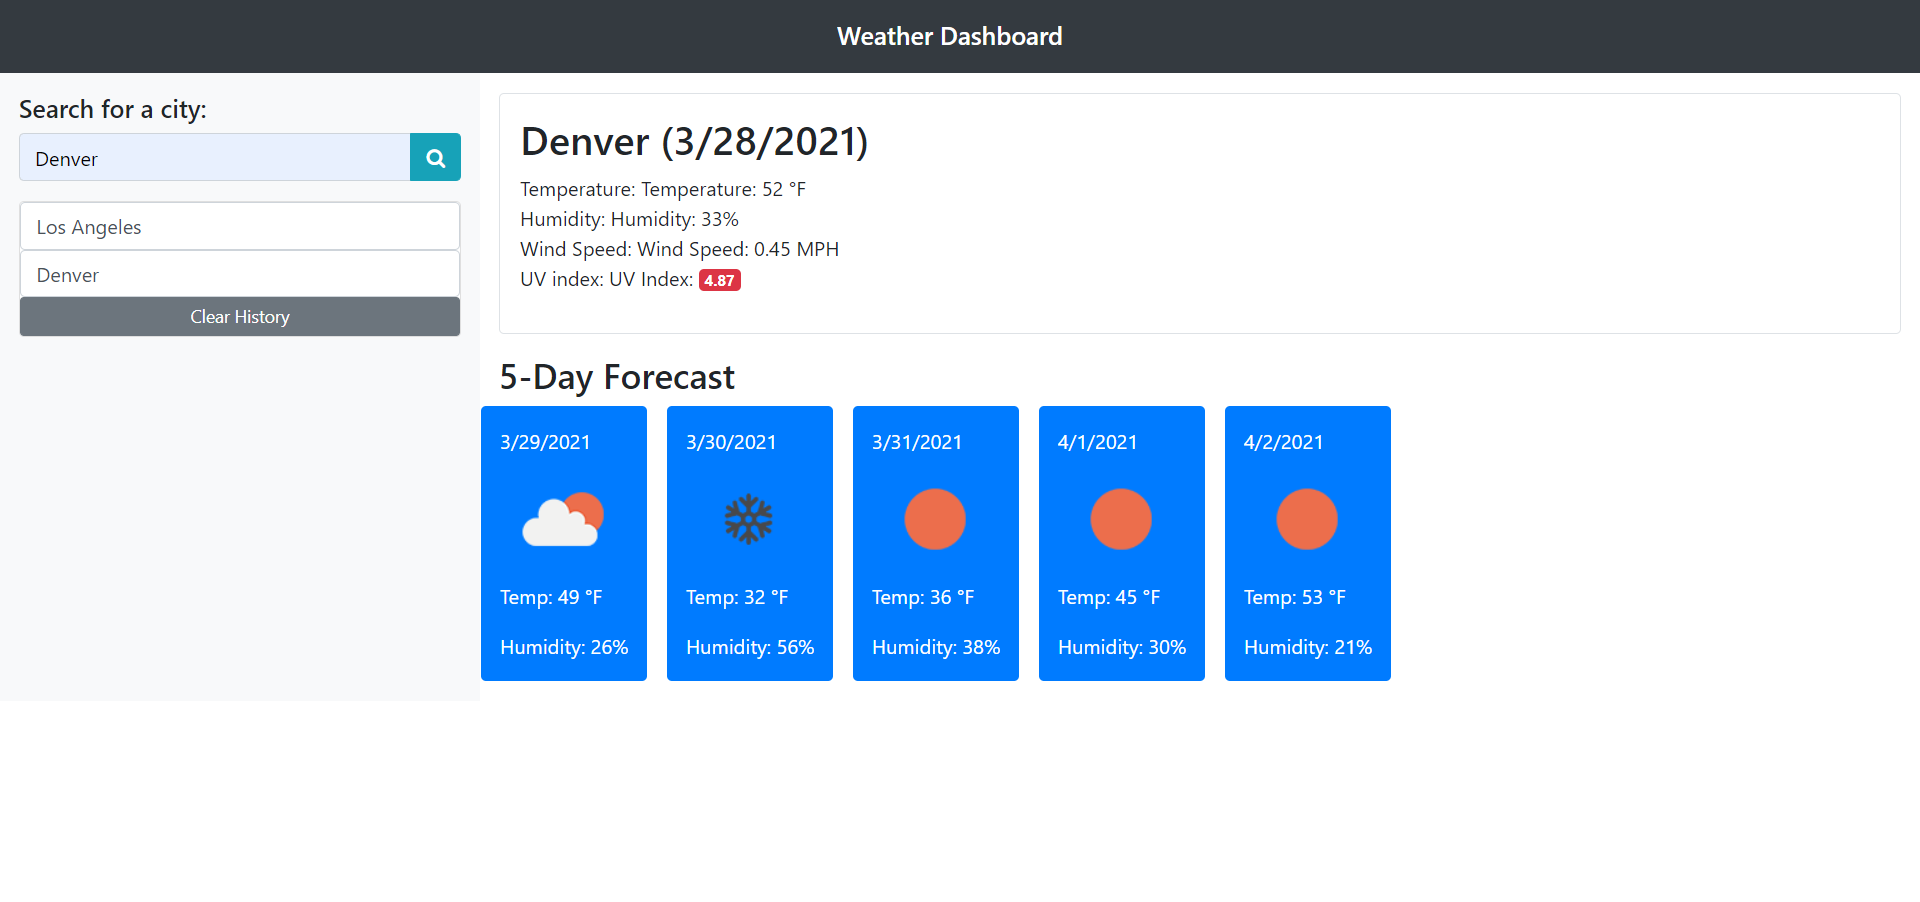 Weather Dashboard
Search for a city:
Denver
Los Angeles
Denver
Clear History
Denver (3/28/2021)
Temperature: Temperature: 52 °F
Humidity: Humidity: 33%
Wind Speed: Wind Speed: 0.45 MPH
UV index: UV Index: 4.87
5-Day Forecast
3/29/2021
Temp: 49 °F
Humidity: 26%
3/30/2021
Temp: 32 °F
Humidity: 56%
3/31/2021
Temp: 36 °F
Humidity: 38%
4/1/2021
Temp: 45 °F
Humidity: 30%
4/2/2021
Temp: 53 °F
Humidity: 21%